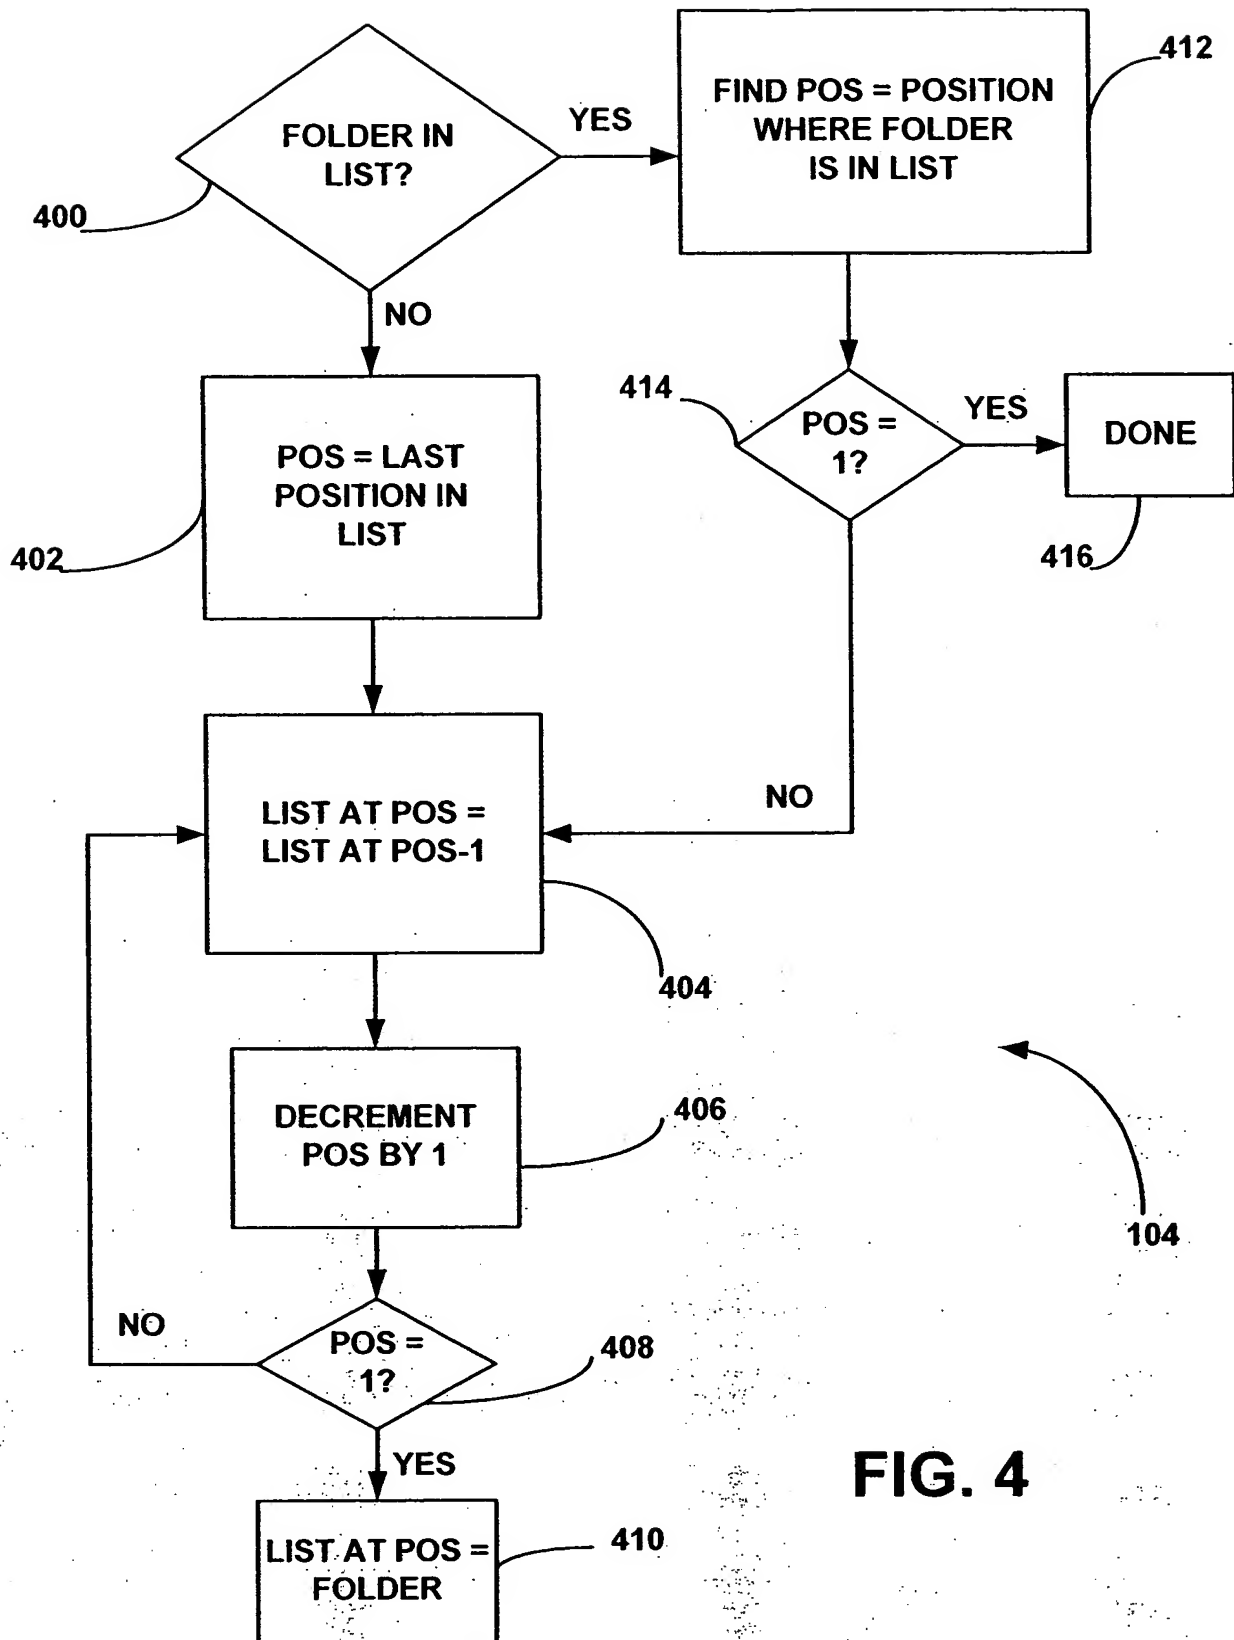 FOLDER IN
LIST?
400
YES
FIND POS = POSITION
WHERE FOLDER
IS IN LIST
412
NO
POS = LAST
POSITION IN
LIST
402
414
POS =
1?
YES
DONE
416
NO
LIST AT POS =
LIST AT POS-1
404
DECREMENT
POS BY 1
406
104
NO
POS =
1?
408
YES
LIST AT POS =
FOLDER
410
FIG. 4